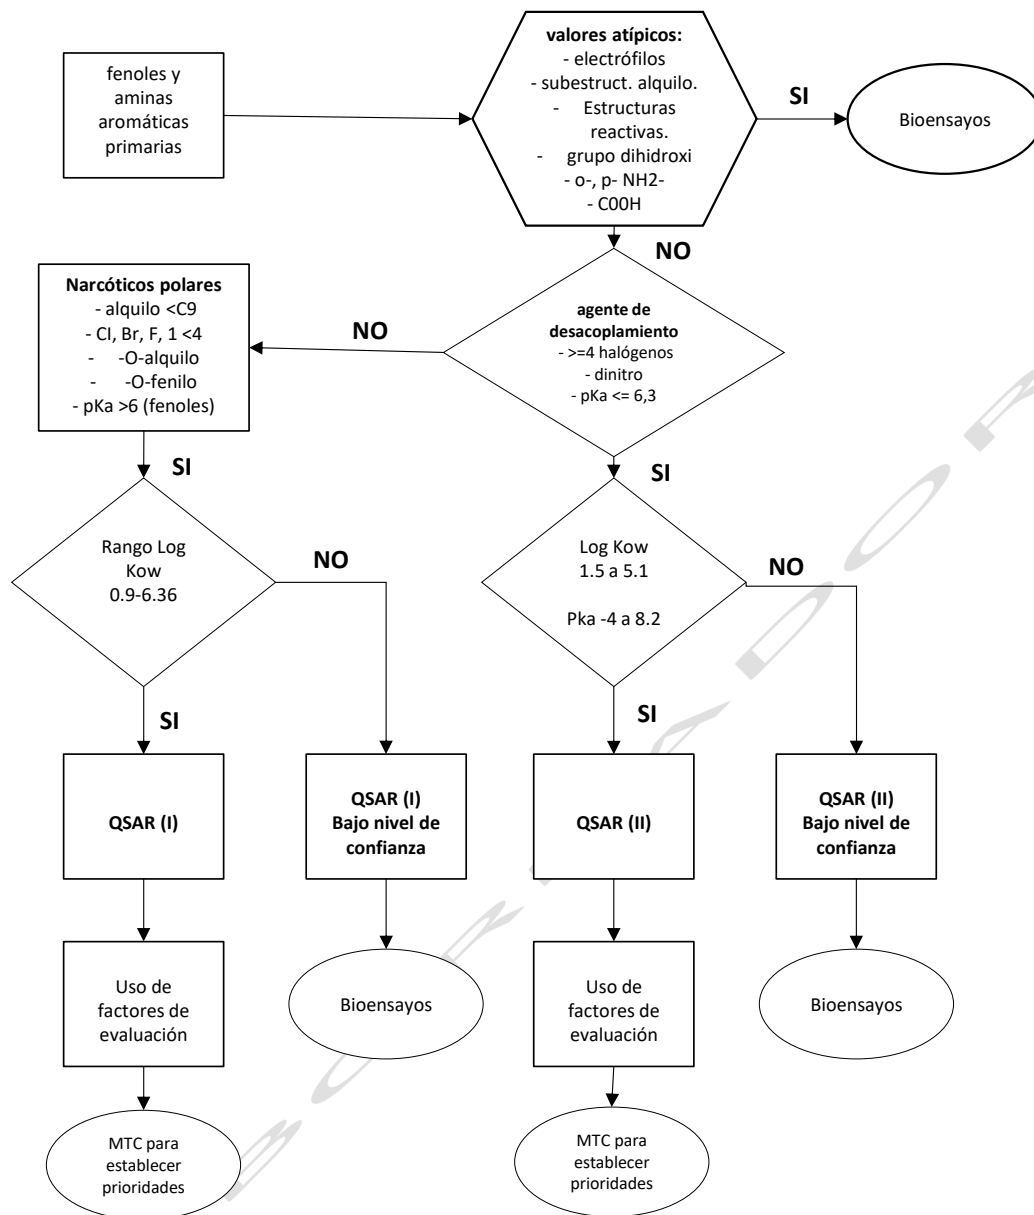 fenoles y
aminas
aromáticas
primarias
valores atípicos:
- electrófilos
- subestruct. alquilo.
- Estructuras
reactivas.
- grupo dihidroxi
- o-, p- NH2-
- C00H
SI
Bioensayos
NO
agente de
desacoplamiento
- >=4 halógenos
- dinitro
- pKa <= 6,3
NO
Narcóticos polares
- alquilo <C9
- Cl, Br, F, 1 <4
- -O-alquilo
- -O-fenilo
- pKa >6 (fenoles)
SI
SI
Rango Log
Kow
0.9-6.36
NO
Log Kow
1.5 a 5.1
Pka -4 a 8.2
NO
SI
SI
QSAR (I)
QSAR (I)
Bajo nivel de
confianza
QSAR (II)
QSAR (II)
Bajo nivel de
confianza
Uso de
factores de
evaluación
Bioensayos
Uso de
factores de
evaluación
Bioensayos
MTC para
establecer
prioridades
MTC para
establecer
prioridades